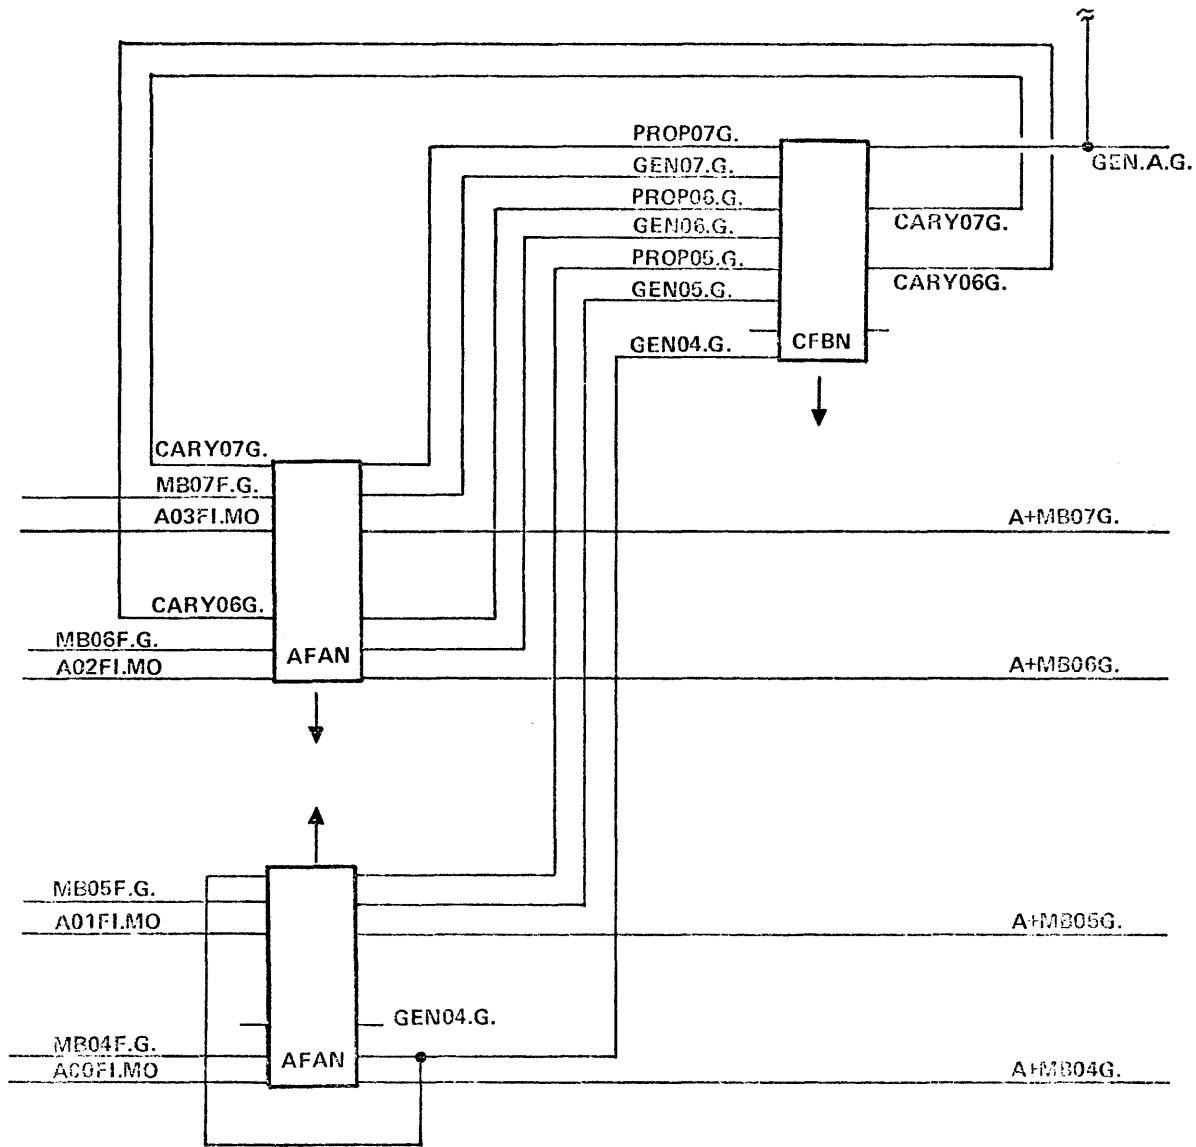 PROP07G.
GEN07.G.
GEN.A.G.
PROP06.G.
CARY07G.
GEN06.G.
PROP05.G.
CARY06G.
GEN05.G.
CFBN
GEN04.G.
CARY07G.
MB07F.G.
A03FI.MO
A+MB07G.
CARY06G.
MB06F.G.
AFAN
A02FI.MO
A+MB06G.
MB05F.G.
A01FI.MO
A+MB05G.
GEN04.G.
MB04F.G.
AFAN
A00FI.MO
A+MB04G.